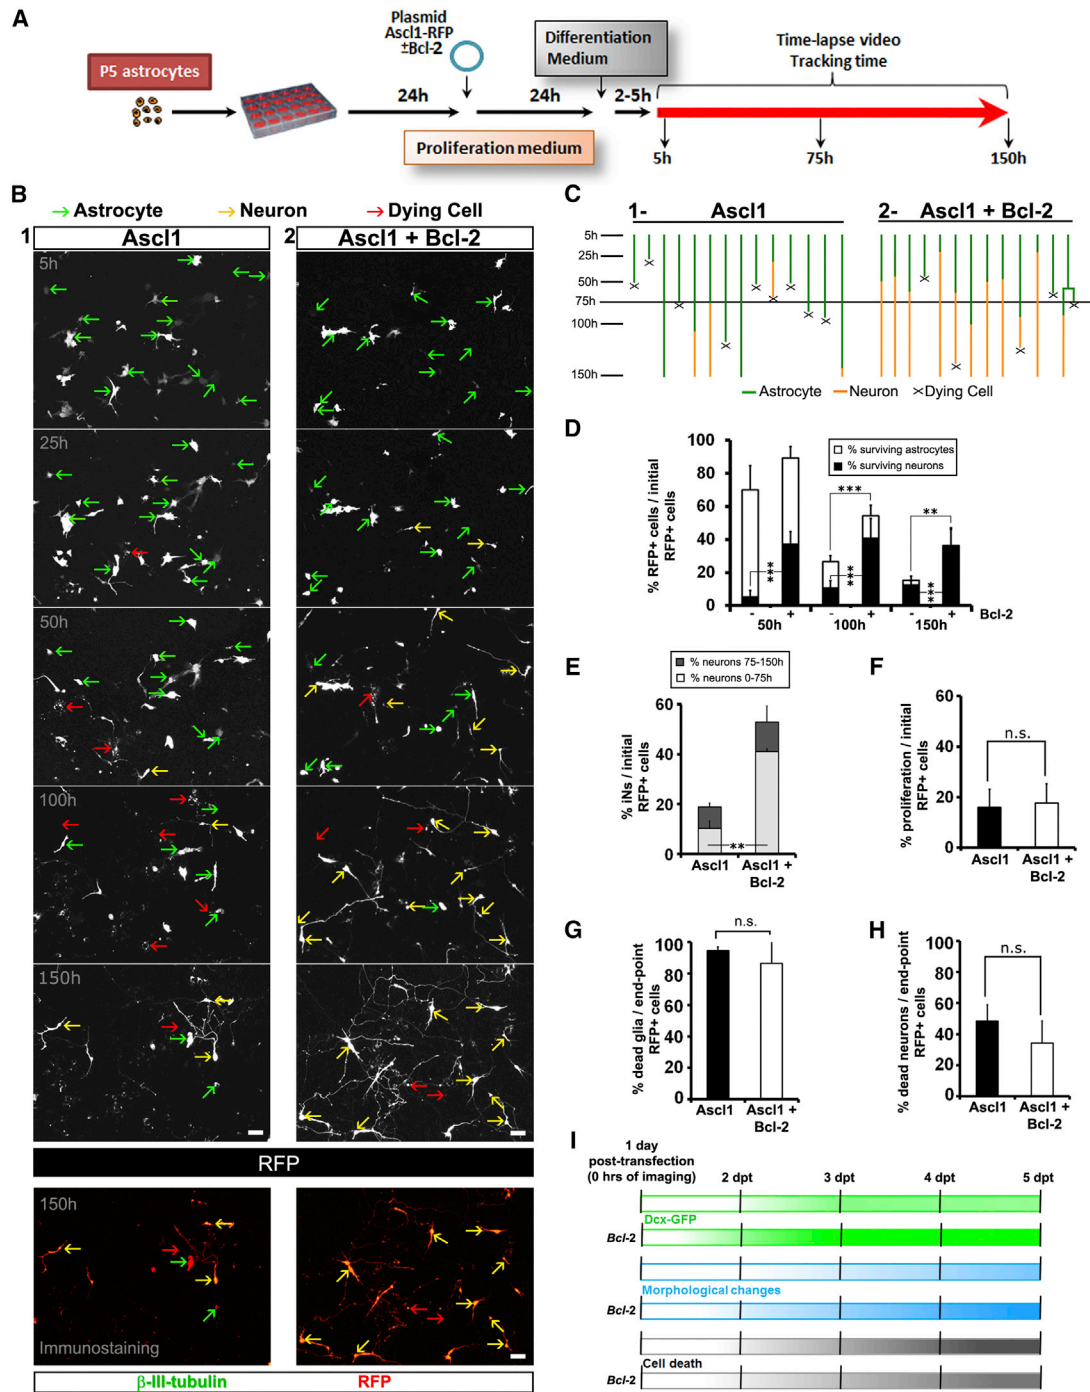 A
P5 astrocytes
Plasmid
Ascl1-RFP
±Bcl-2
Differentiation
Medium
Time-lapse video
Tracking time
24h
24h
2-5h
Proliferation medium
5h
75h
150h
B
→ Astrocyte → Neuron → Dying Cell
1 Ascl1
2 Ascl1 + Bcl-2
5h
25h
50h
100h
150h
RFP
150h
Immunostaining
β-III-tubulin RFP
C
1- Ascl1
2- Ascl1 + Bcl-2
5h
25h
50h
75h
100h
150h
Astrocyte Neuron Dying Cell
D
% RFP+ cells / initial
RFP+ cells
100
80
60
40
20
0
% surviving astrocytes
% surviving neurons
***
***
***
**
***
- + - + - + Bcl-2
50h 100h 150h
E
% neurons 75-150h
% neurons 0-75h
% iNs / initial
RFP+ cells
60
40
20
0
**
Ascl1 Ascl1 +
Bcl-2
F
% proliferation / initial
RFP+ cells
60
40
20
0
n.s.
Ascl1 Ascl1 +
Bcl-2
G
% dead glia / end-point
RFP+ cells
100
80
60
40
20
0
n.s.
Ascl1 Ascl1 +
Bcl-2
H
% dead neurons / end-point
RFP+ cells
100
80
60
40
20
0
n.s.
Ascl1 Ascl1 +
Bcl-2
I
1 day
post-transfection
(0 hrs of imaging)
2 dpt 3 dpt 4 dpt 5 dpt
Dcx-GFP
Bcl-2
Morphological changes
Bcl-2
Cell death
Bcl-2